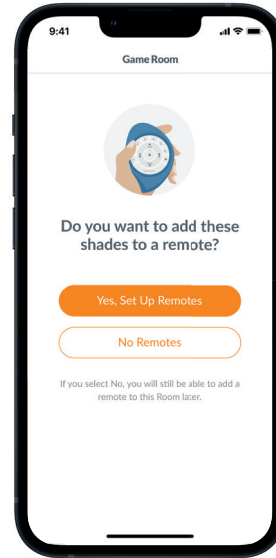 9:41
Game Room
Do you want to add these
shades to a remote?
Yes, Set Up Remotes
No Remotes
If you select No, you will still be able to add a
remote to this Room later.